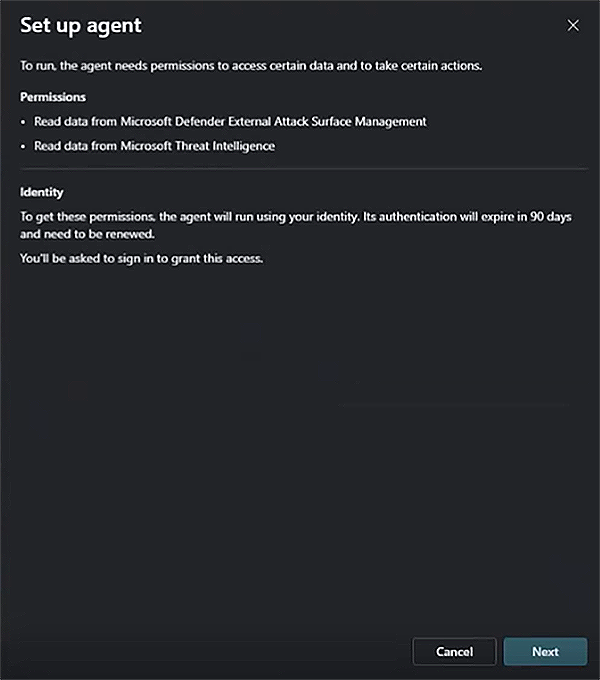 Set up agent
To run, the agent needs permissions to access certain data and to take certain actions.
Permissions
• Read data from Microsoft Defender External Attack Surface Management
• Read data from Microsoft Threat Intelligence
Identity
To get these permissions, the agent will run using your identity. Its authentication will expire in 90 days
and need to be renewed.
You'll be asked to sign in to grant this access.
Cancel
Next